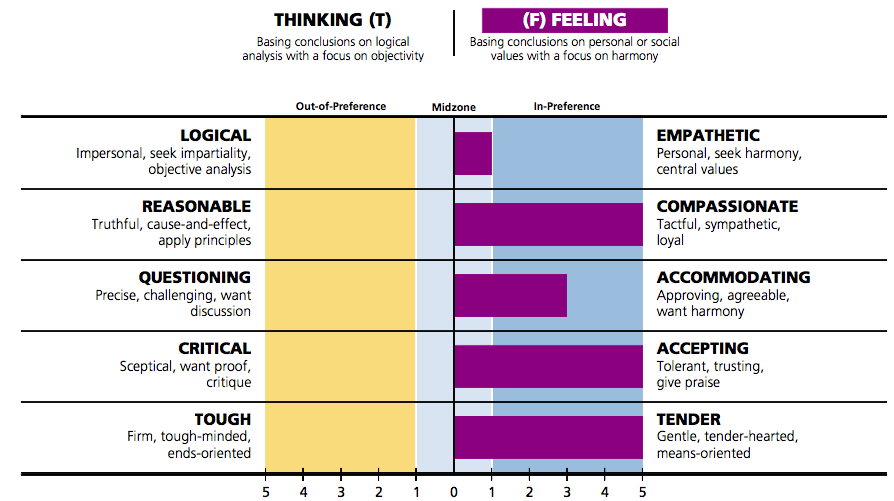 THINKING (T)
Basing conclusions on logical
analysis with a focus on objectivity
(F) FEELING
Basing conclusions on personal or social
values with a focus on harmony
Out-of-Preference
Midzone
In-Preference
LOGICAL
Impersonal, seek impartiality,
objective analysis
EMPATHETIC
Personal, seek harmony,
central values
REASONABLE
Truthful, cause-and-effect,
apply principles
COMPASSIONATE
Tactful, sympathetic,
loyal
QUESTIONING
Precise, challenging, want
discussion
ACCOMMODATING
Approving, agreeable,
want harmony
CRITICAL
Sceptical, want proof,
critique
ACCEPTING
Tolerant, trusting,
give praise
TOUGH
Firm, tough-minded,
ends-oriented
TENDER
Gentle, tender-hearted,
means-oriented
5 4 3 2 1 0 1 2 3 4 5